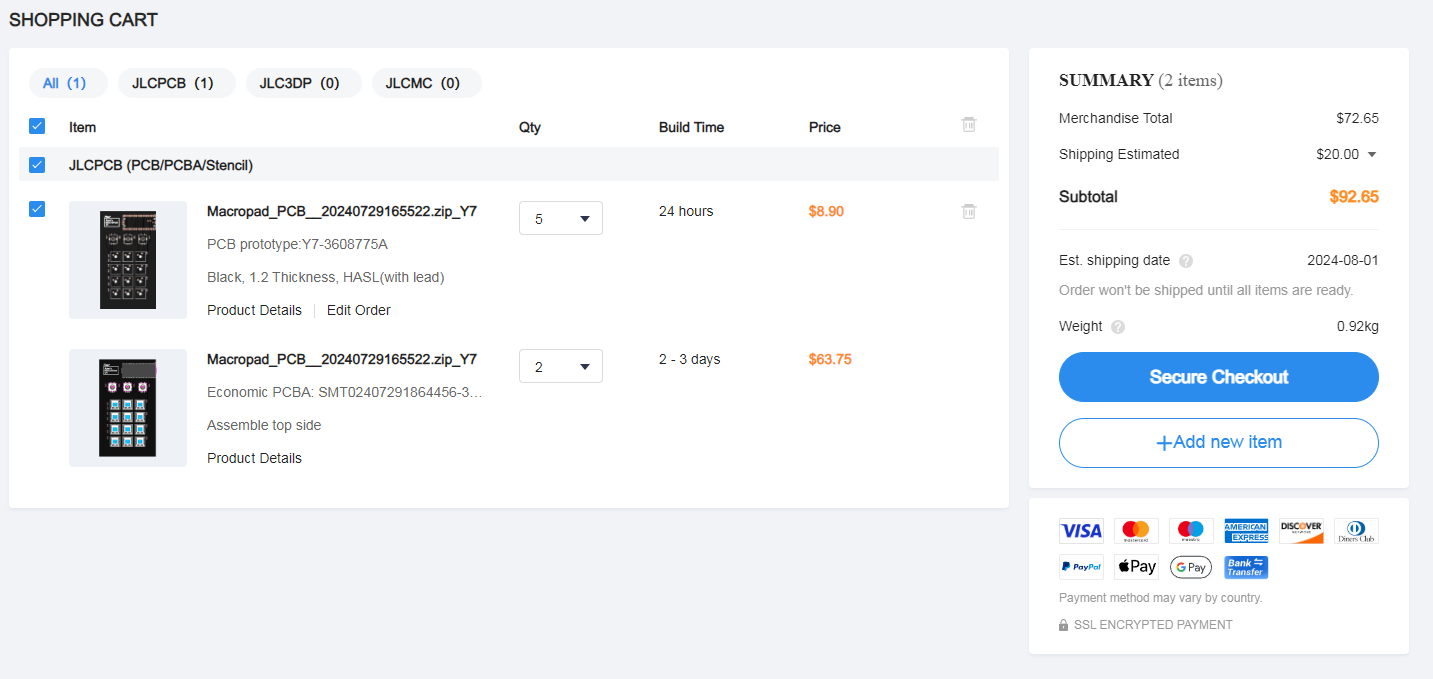 SHOPPING CART
All (1) JLCPCB (1) JLC3DP (0) JLCMC (0)
Item Qty Build Time Price
JLCPCB (PCB/PCBA/Stencil)
Macropad_PCB__20240729165522.zip_Y7 5 24 hours $8.90
PCB prototype:Y7-3608775A
Black, 1.2 Thickness, HASL(with lead)
Product Details Edit Order
Macropad_PCB__20240729165522.zip_Y7 2 2 - 3 days $63.75
Economic PCBA: SMT02407291864456-3...
Assemble top side
Product Details
SUMMARY (2 items)
Merchandise Total $72.65
Shipping Estimated $20.00
Subtotal $92.65
Est. shipping date ? 2024-08-01
Order won't be shipped until all items are ready.
Weight ? 0.92kg
Secure Checkout
+Add new item
VISA mastercard maestro AMERICAN EXPRESS DISCOVER NETWORK Diners Club
PayPal Pay G Pay Bank Transfer
Payment method may vary by country.
SSL ENCRYPTED PAYMENT